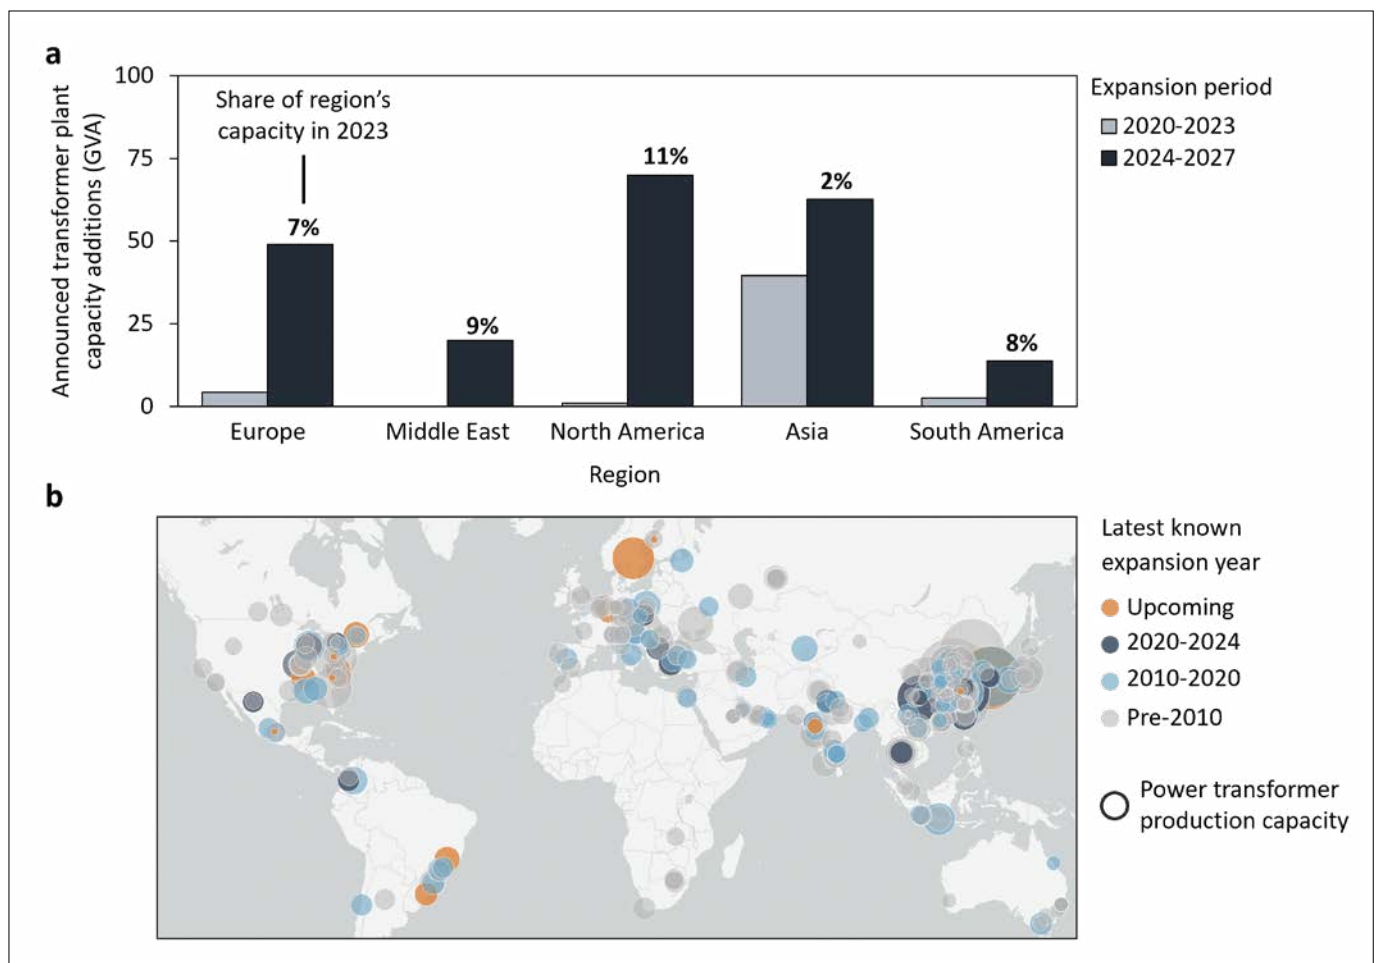 a
Announced transformer plant
capacity additions (GVA)
100
75
50
25
0
Share of region's
capacity in 2023
7%
9%
11%
2%
8%
Europe
Middle East
North America
Asia
South America
Region
Expansion period
2020-2023
2024-2027
b
Latest known
expansion year
Upcoming
2020-2024
2010-2020
Pre-2010
Power transformer
production capacity